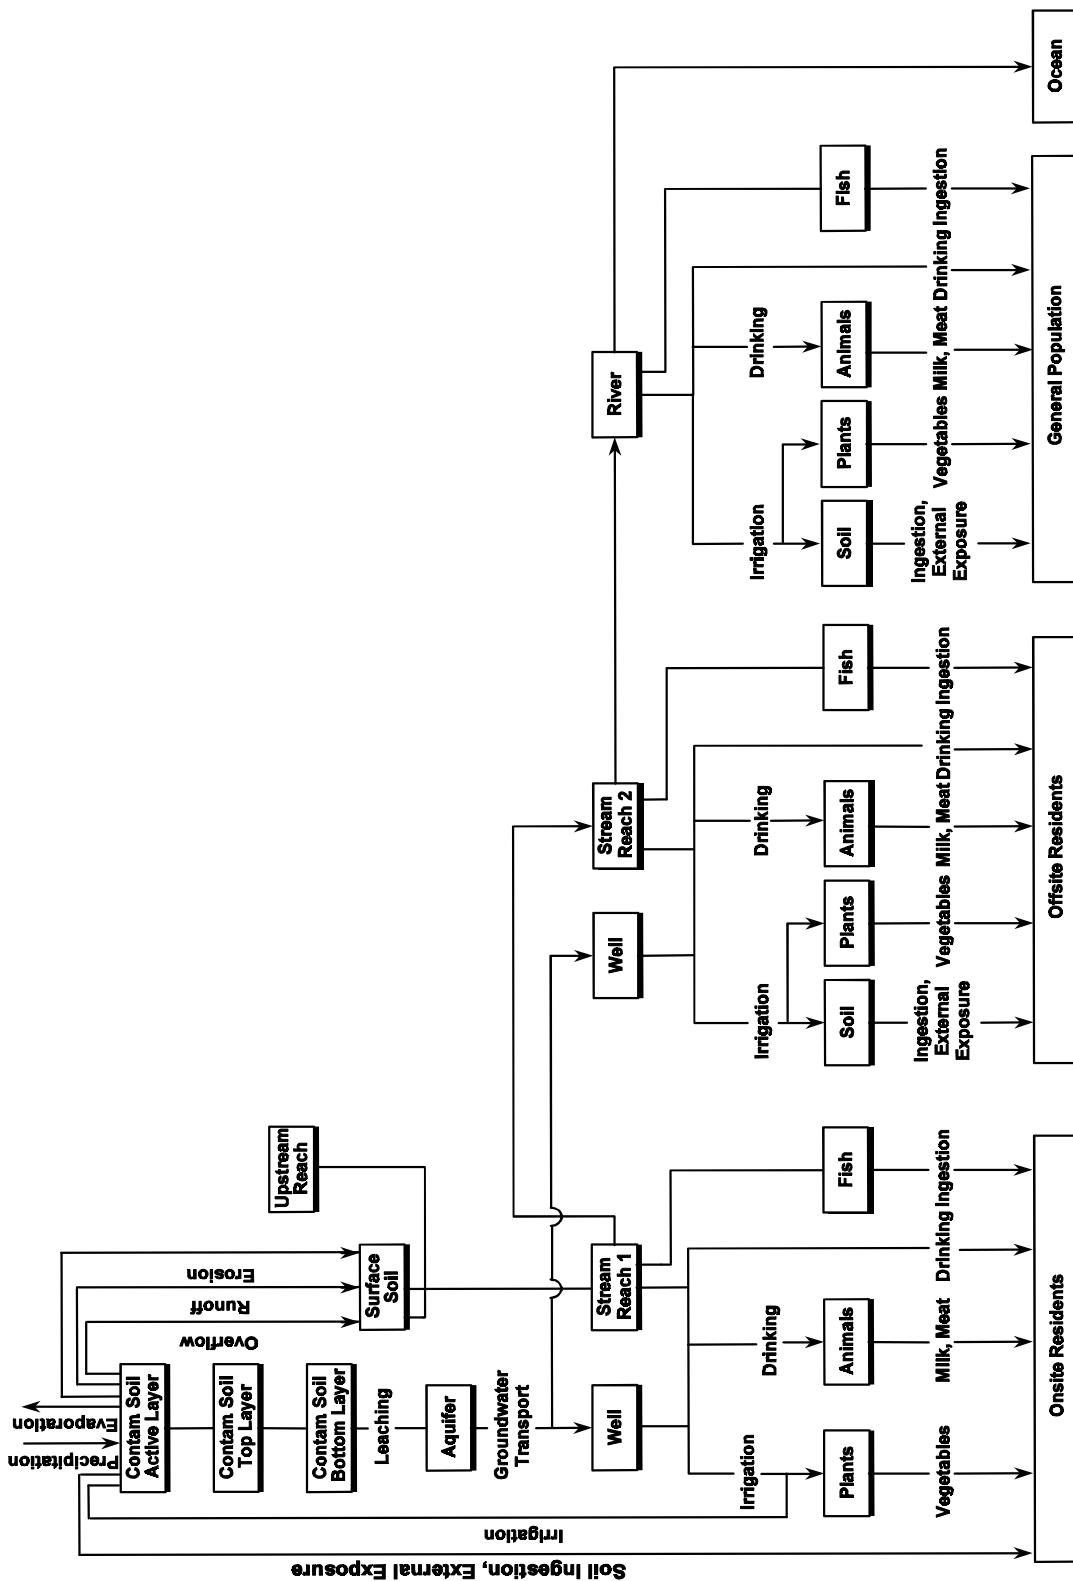 Soil Ingestion, External Exposure
Irrigation
Precipitation
Evaporation
Overflow
Runoff
Erosion
Contam Soil
Active Layer
Contam Soil
Top Layer
Contam Soil
Bottom Layer
Leaching
Aquifer
Groundwater
Transport
Surface
Soil
Upstream
Reach
Well
Stream
Reach 1
Well
Stream
Reach 2
River
Irrigation
Drinking
Irrigation
Drinking
Irrigation
Drinking
Plants
Animals
Fish
Soil
Plants
Animals
Fish
Soil
Plants
Animals
Fish
Vegetables
Milk, Meat
Drinking
Ingestion
Ingestion,
External
Exposure
Vegetables
Milk, Meat
Drinking
Ingestion
Ingestion,
External
Exposure
Vegetables
Milk, Meat
Drinking
Ingestion
Onsite Residents
Offsite Residents
General Population
Ocean